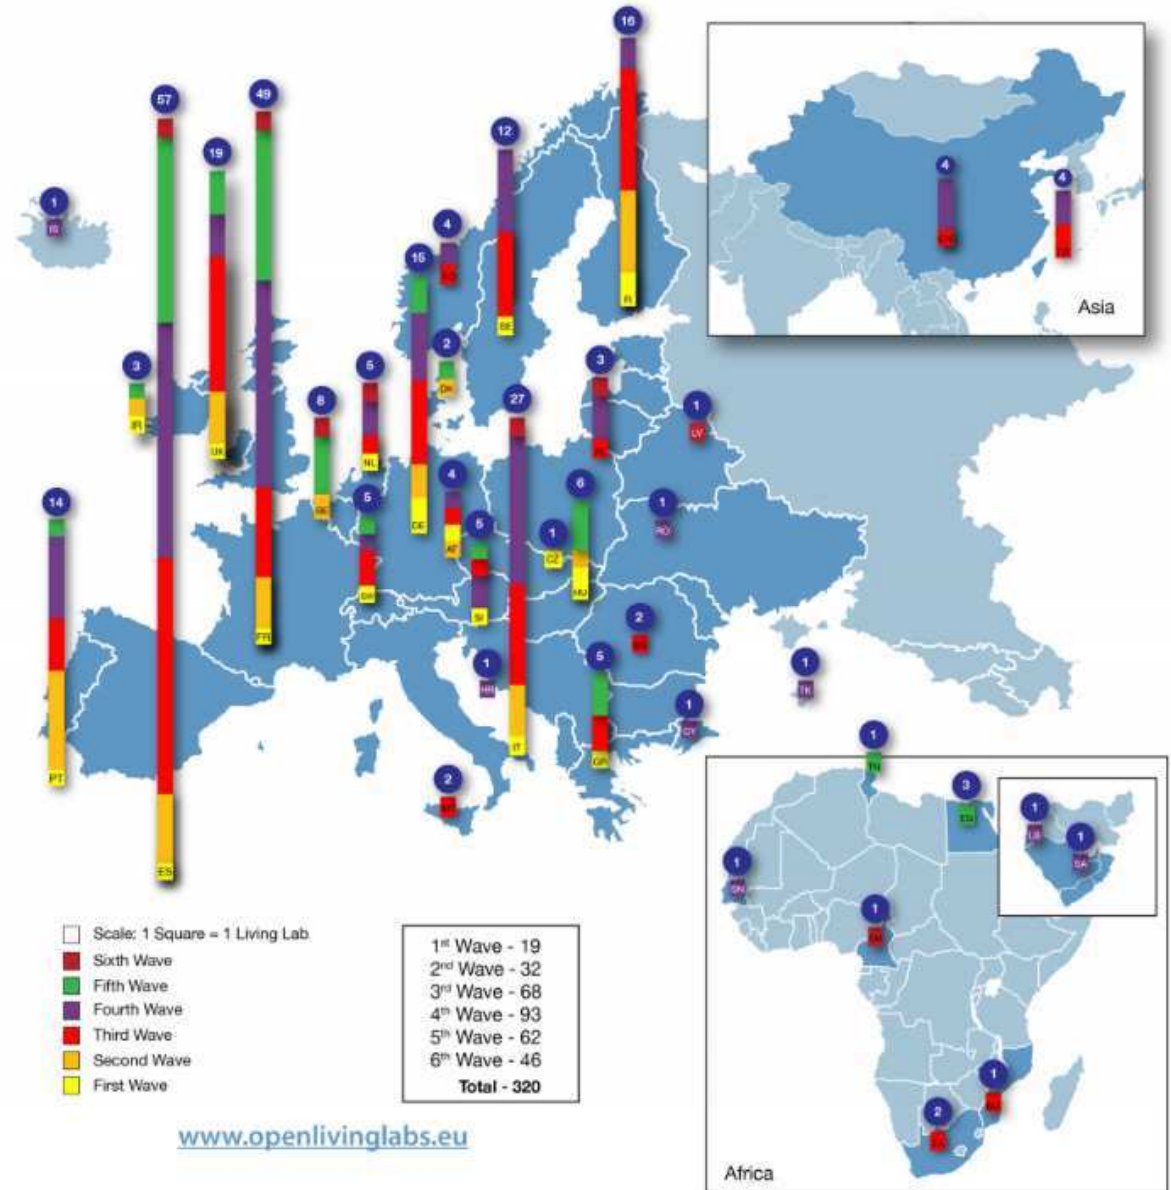 16
57
49
12
19
4
4
1
IS
4
15
FI
Asia
SE
3
2
5
3
DK
27
8
1
IR
LV
UK
NL
14
5
4
6
BE
5
1
1
DE
RO
AT
CZ
HU
SI
FR
2
5
1
1
HR
TK
1
CY
IT
GR
1
PT
TN
2
3
EG
1
LB
1
SA
1
ES
SN
1
Scale: 1 Square = 1 Living Lab
Sixth Wave
Fifth Wave
Fourth Wave
Third Wave
Second Wave
First Wave
1st Wave - 19
2nd Wave - 32
3rd Wave - 68
4th Wave - 93
5th Wave - 62
6th Wave - 46
Total - 320
1
2
www.openlivinglabs.eu
Africa